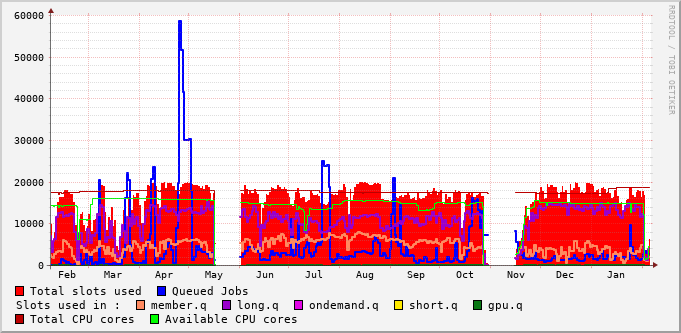 60000
50000
40000
30000
20000
10000
0
Feb Mar Apr May Jun Jul Aug Sep Oct Nov Dec Jan
RRDTOOL / TOBI OETIKER
Total slots used Queued Jobs
Slots used in : member.q long.q ondemand.q short.q gpu.q
Total CPU cores Available CPU cores